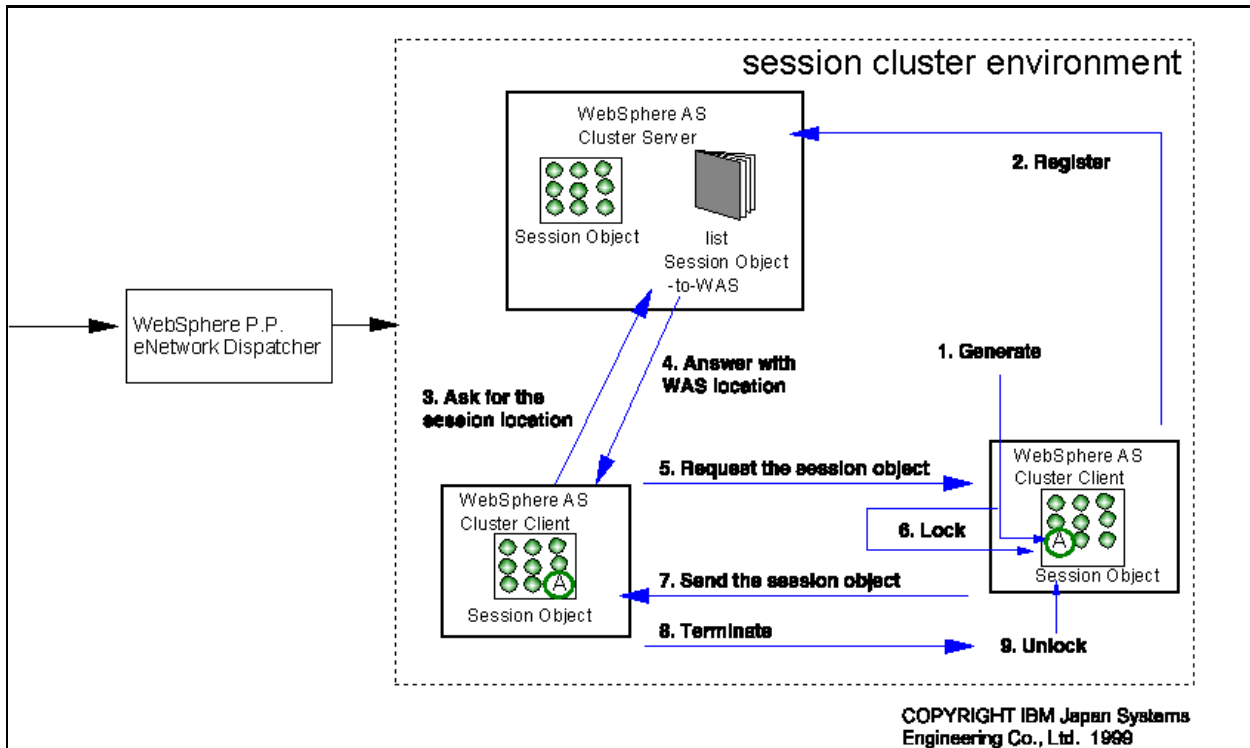 session cluster environment
WebSphere AS
Cluster Server
Session Object
list
Session Object
-to-WAS
2. Register
WebSphere P.P.
eNetwork Dispatcher
1. Generate
4. Answer with
WAS location
3. Ask for the
session location
5. Request the session object
WebSphere AS
Cluster Client
A
Session Object
WebSphere AS
Cluster Client
6. Lock
A
Session Object
7. Send the session object
8. Terminate
9. Unlock
COPYRIGHT IBM Japan Systems
Engineering Co., Ltd. 1999